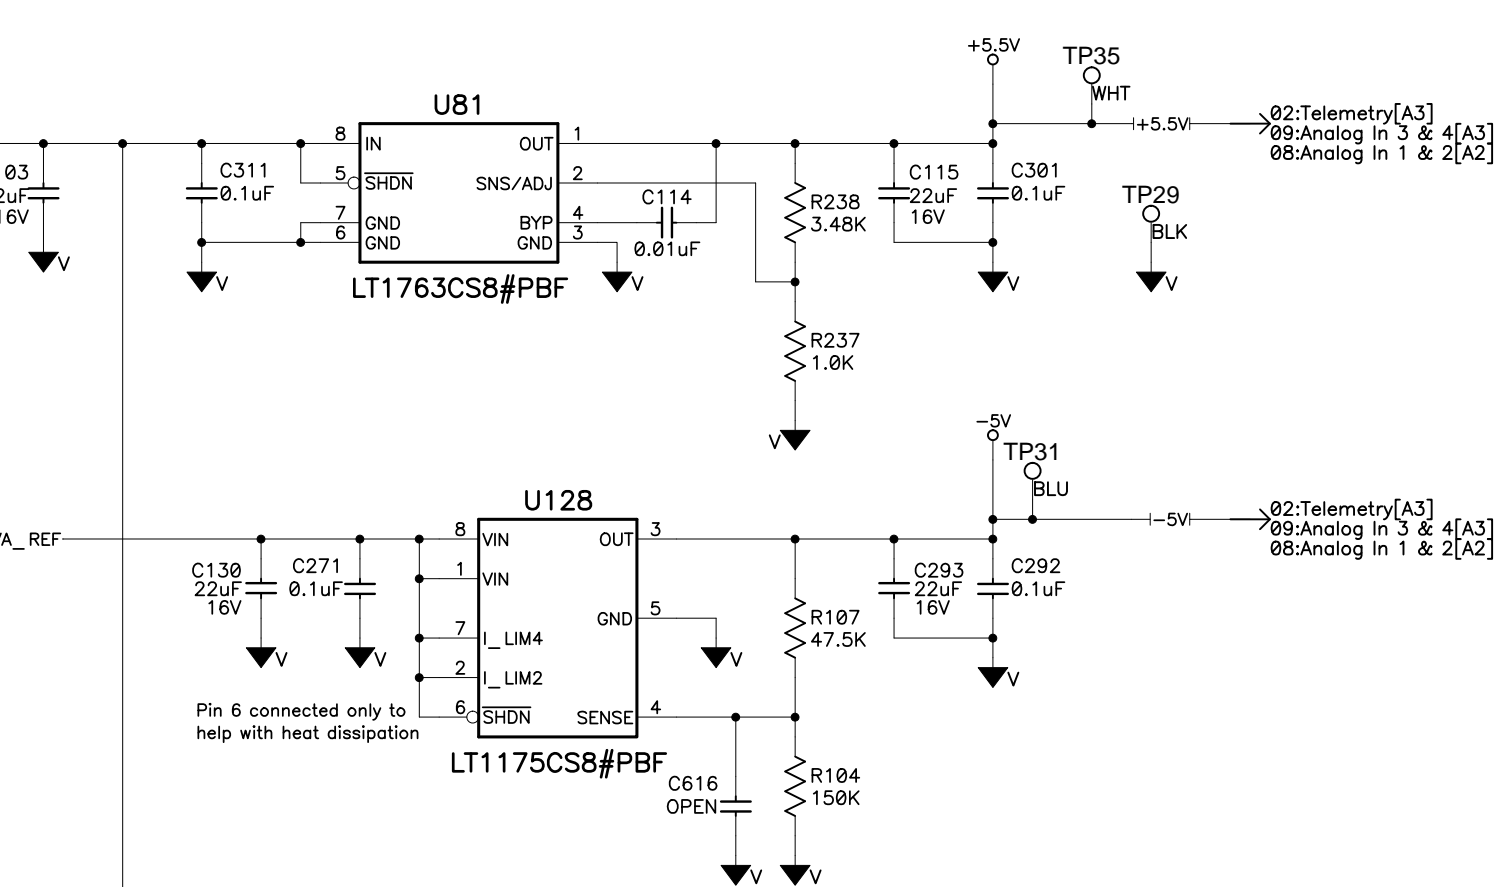 +5.5V
TP35
WHT
+5.5V
02:Telemetry[A3]
09:Analog In 3 & 4[A3]
08:Analog In 1 & 2[A2]
U81
8
IN
OUT
1
5
SHDN
SNS/ADJ
2
7
GND
BYP
4
6
GND
GND
3
LT1763CS8#PBF
03
2uF
16V
V
C311
0.1uF
V
C114
0.01uF
V
R238
3.48K
C115
22uF
16V
C301
0.1uF
V
TP29
BLK
V
R237
1.0K
V
-5V
TP31
BLU
-5V
02:Telemetry[A3]
09:Analog In 3 & 4[A3]
08:Analog In 1 & 2[A2]
U128
A_REF
8
VIN
OUT
3
1
VIN
GND
5
7
I_LIM4
2
I_LIM2
6
SHDN
SENSE
4
LT1175CS8#PBF
C130
22uF
16V
V
C271
0.1uF
V
V
R107
47.5K
C293
22uF
16V
C292
0.1uF
V
Pin 6 connected only to
help with heat dissipation
C616
OPEN
V
R104
150K
V